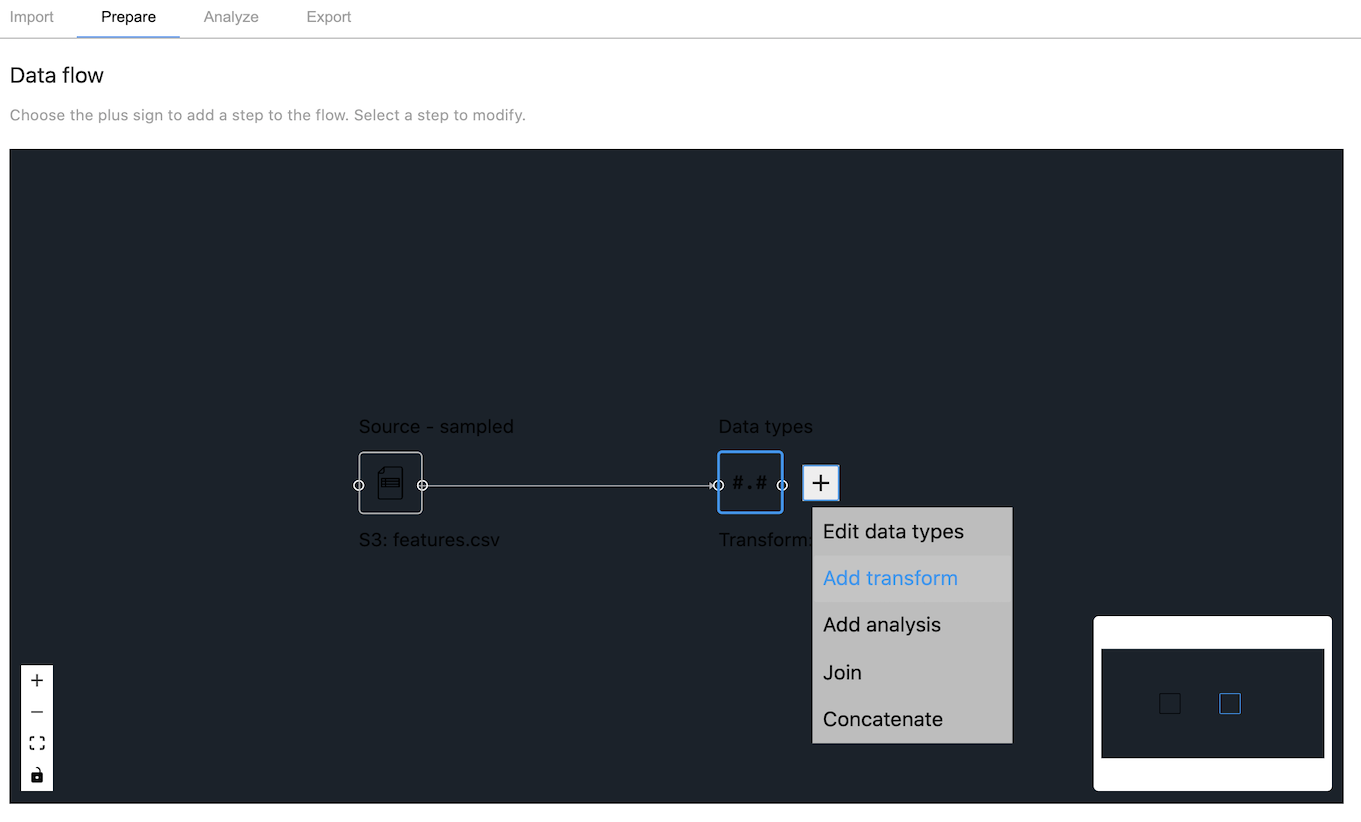 Import Prepare Analyze Export
Data flow
Choose the plus sign to add a step to the flow. Select a step to modify.
Source - sampled
Data types
#.#
S3: features.csv
Transform:
Edit data types
Add transform
Add analysis
Join
Concatenate